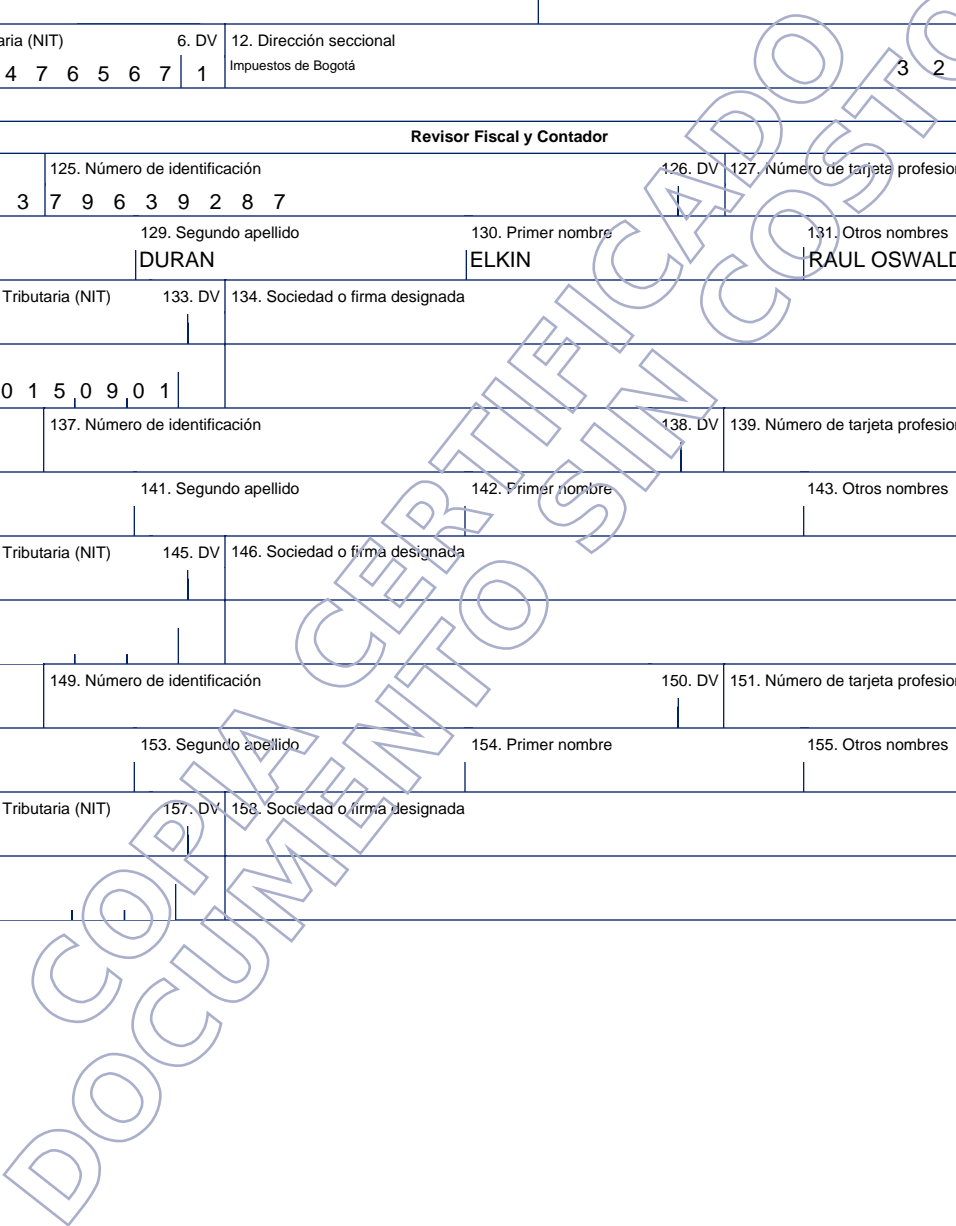 aria (NIT) 6. DV 12. Dirección seccional
4 7 6 5 6 7 1 Impuestos de Bogotá 3 2
Revisor Fiscal y Contador
125. Número de identificación 126. DV 127. Número de tarjeta profesion
3 7 9 6 3 9 2 8 7
129. Segundo apellido 130. Primer nombre 131. Otros nombres
DURAN ELKIN RAUL OSWALD
Tributaria (NIT) 133. DV 134. Sociedad o firma designada
0 1 5 0 9 0 1
137. Número de identificación 138. DV 139. Número de tarjeta profesion
141. Segundo apellido 142. Primer nombre 143. Otros nombres
Tributaria (NIT) 145. DV 146. Sociedad o firma designada
149. Número de identificación 150. DV 151. Número de tarjeta profesion
153. Segundo apellido 154. Primer nombre 155. Otros nombres
Tributaria (NIT) 157. DV 158. Sociedad o firma designada
COPIA CERTIFICADO
DOCUMENTO SIN COSTO